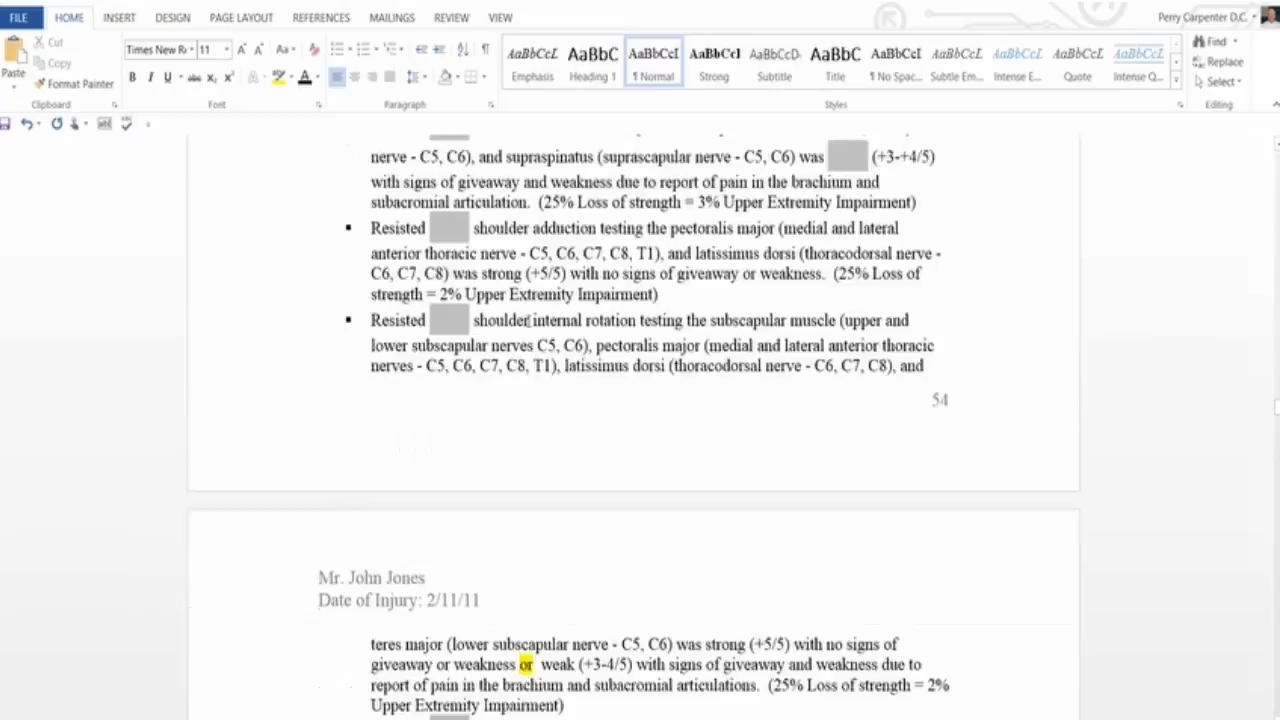 FILE HOME INSERT DESIGN PAGE LAYOUT REFERENCES MAILINGS REVIEW VIEW Perry Carpenter D.C.
Paste
Cut
Copy
Format Painter
Times New Ro 11
B I U abc X₂ X²
AaBbCcL AaBbC AaBbCcI AaBbCcI AaBbCcD AaBbC AaBbCcI AaBbCcL AaBbCcL AaBbCcL AaBbCcL
Emphasis Heading 1 ¶ Normal Strong Subtitle Title ¶ No Spac... Subtle Em... Intense E... Quote Intense Q...
Find
Replace
Select
Clipboard Font Paragraph Styles Editing
nerve - C5, C6), and supraspinatus (suprascapular nerve - C5, C6) was (+3-+4/5)
with signs of giveaway and weakness due to report of pain in the brachium and
subacromial articulation. (25% Loss of strength = 3% Upper Extremity Impairment)
▪ Resisted shoulder adduction testing the pectoralis major (medial and lateral
anterior thoracic nerve - C5, C6, C7, C8, T1), and latissimus dorsi (thoracodorsal nerve -
C6, C7, C8) was strong (+5/5) with no signs of giveaway or weakness. (25% Loss of
strength = 2% Upper Extremity Impairment)
▪ Resisted shoulder internal rotation testing the subscapular muscle (upper and
lower subscapular nerves C5, C6), pectoralis major (medial and lateral anterior thoracic
nerves - C5, C6, C7, C8, T1), latissimus dorsi (thoracodorsal nerve - C6, C7, C8), and
54
Mr. John Jones
Date of Injury: 2/11/11
teres major (lower subscapular nerve - C5, C6) was strong (+5/5) with no signs of
giveaway or weakness or weak (+3-4/5) with signs of giveaway and weakness due to
report of pain in the brachium and subacromial articulations. (25% Loss of strength = 2%
Upper Extremity Impairment)